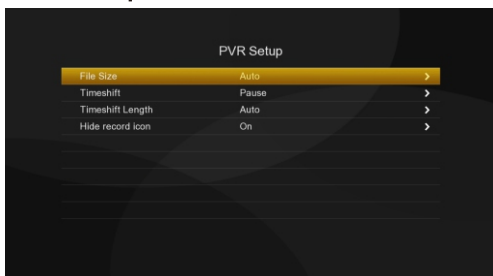 PVR Setup
File Size Auto
Timeshift Pause
Timeshift Length Auto
Hide record icon On